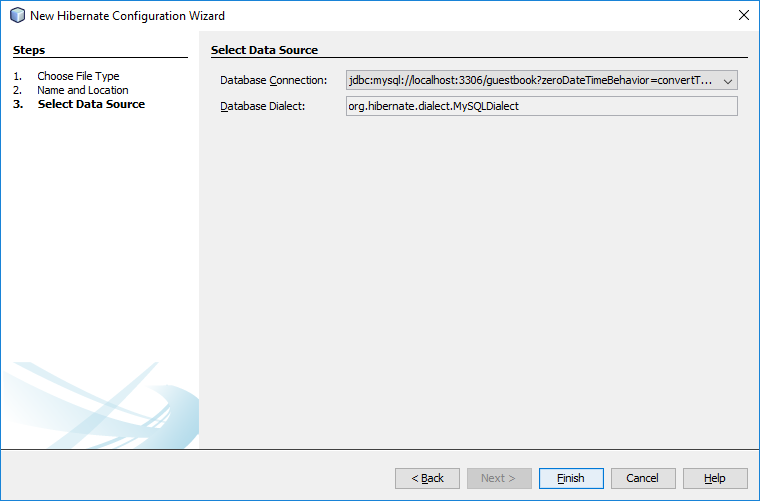 New Hibernate Configuration Wizard
Steps
1. Choose File Type
2. Name and Location
3. Select Data Source
Select Data Source
Database Connection: jdbc:mysql://localhost:3306/guestbook?zeroDateTimeBehavior=convertT...
Database Dialect: org.hibernate.dialect.MySQLDialect
< Back Next > Finish Cancel Help